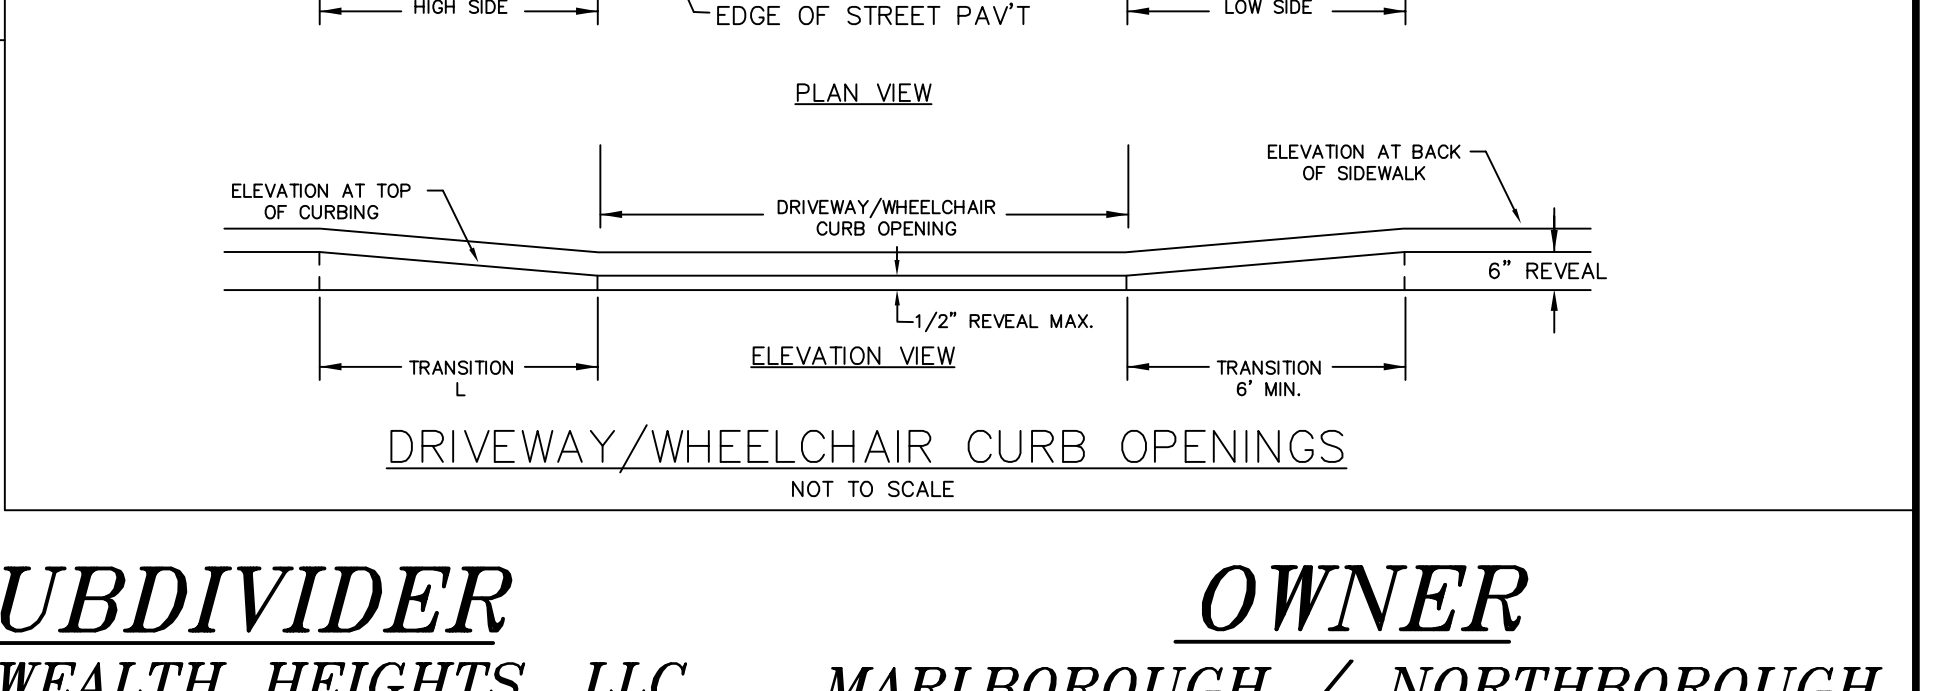 HIGH SIDE
EDGE OF STREET PAV'T
LOW SIDE
PLAN VIEW
ELEVATION AT TOP
OF CURBING
DRIVEWAY/WHEELCHAIR
CURB OPENING
ELEVATION AT BACK
OF SIDEWALK
6" REVEAL
1/2" REVEAL MAX.
ELEVATION VIEW
TRANSITION
L
TRANSITION
6' MIN.
DRIVEWAY/WHEELCHAIR CURB OPENINGS
NOT TO SCALE
UBDIVIDER
WEALTH HEIGHTS, LLC
OWNER
MARLBOROUGH / NORTHBOROUGH